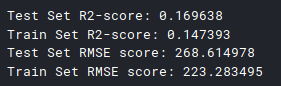 Test Set R2-score: 0.169638
Train Set R2-score: 0.147393
Test Set RMSE score: 268.614978
Train Set RMSE score: 223.283495